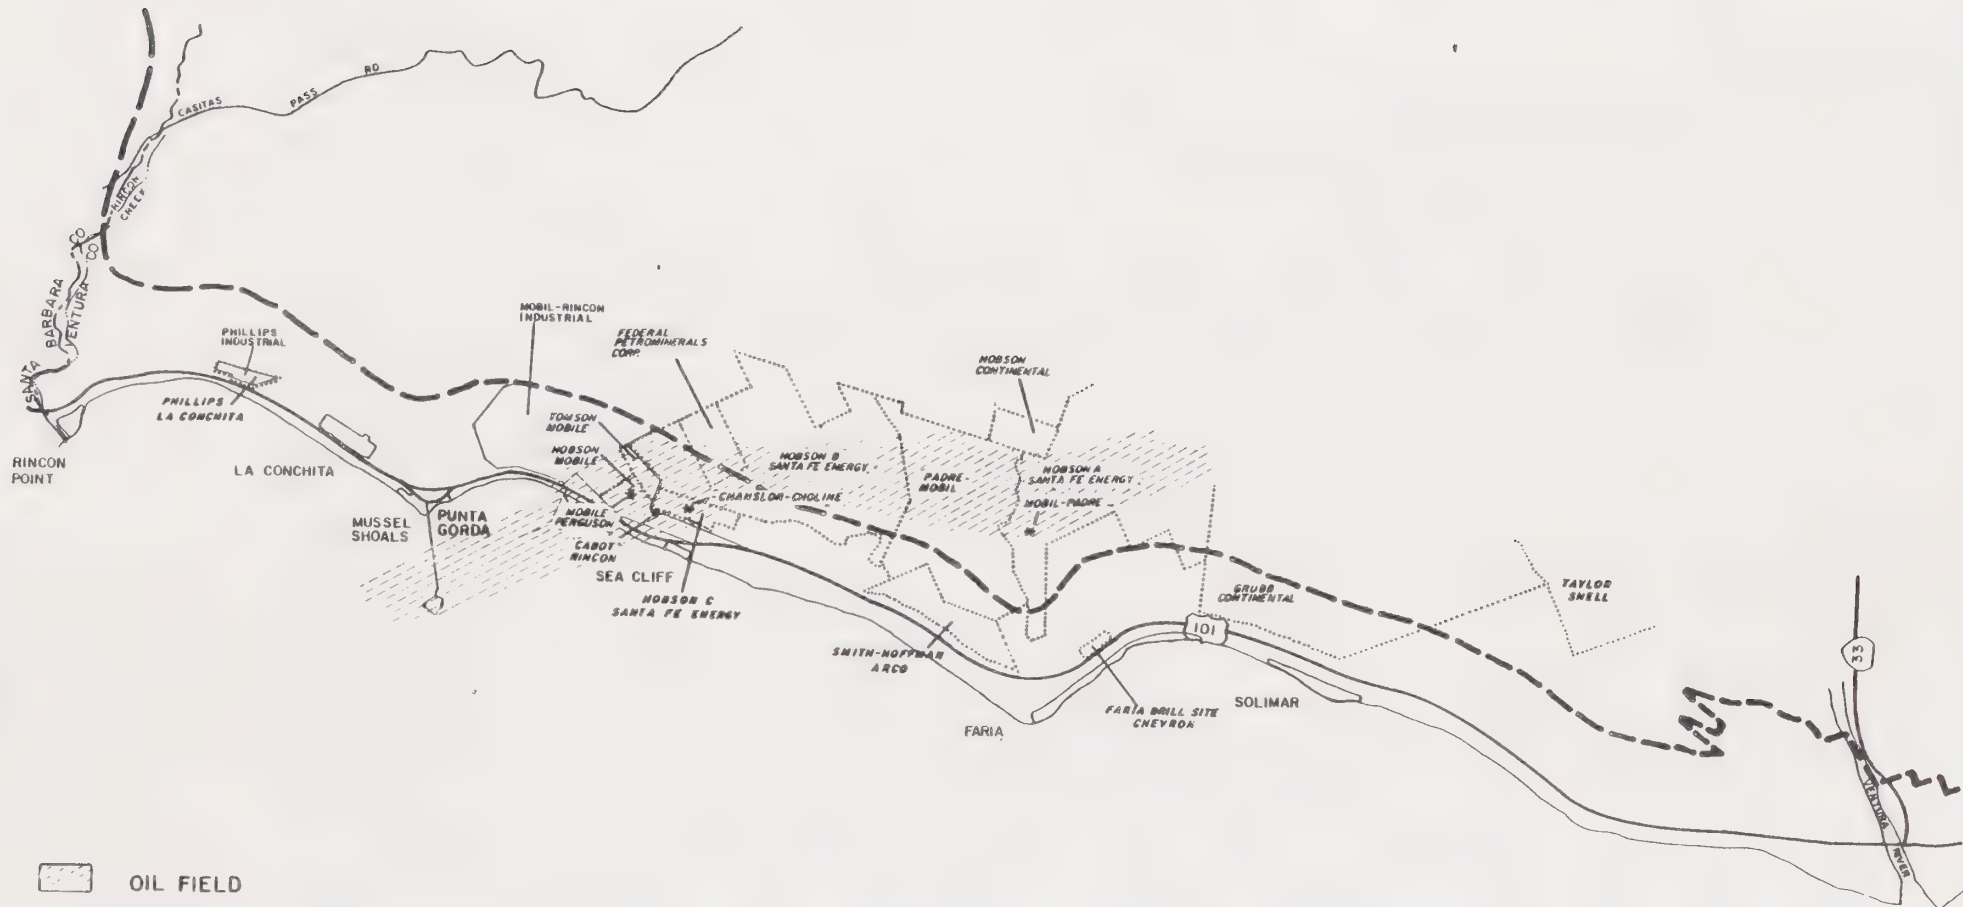 CASITAS PASS RD
RINCON
CREEK
CO
CO
SANTA BARBARA
VENTURA
PHILLIPS
INDUSTRIAL
MOBIL-RINCON
INDUSTRIAL
FEDERAL
PETROMINERALS
CORP.
HOBSON
CONTINENTAL
PHILLIPS
LA CONCHITA
TOMSON
MOBILE
HOBSON
MOBILE
HOBSON B
SANTA FE ENERGY
PADRE-
MOBIL
HOBSON A
SANTA FE ENERGY
RINCON
POINT
LA CONCHITA
CHANSLOR-CHOLINE
MOBIL-PADRE
MUSSEL
SHOALS
PUNTA
GORDA
MOBILE
FERGUSON
CABOT
RINCON
SEA CLIFF
HOBSON C
SANTA FE ENERGY
GRUBB
CONTINENTAL
TAYLOR
SHELL
101
33
SMITH-HOFFMAN
ARCO
FARIA DRILL SITE
CHEVRON
SOLIMAR
FARIA
VENTURA
RIVER
OIL FIELD